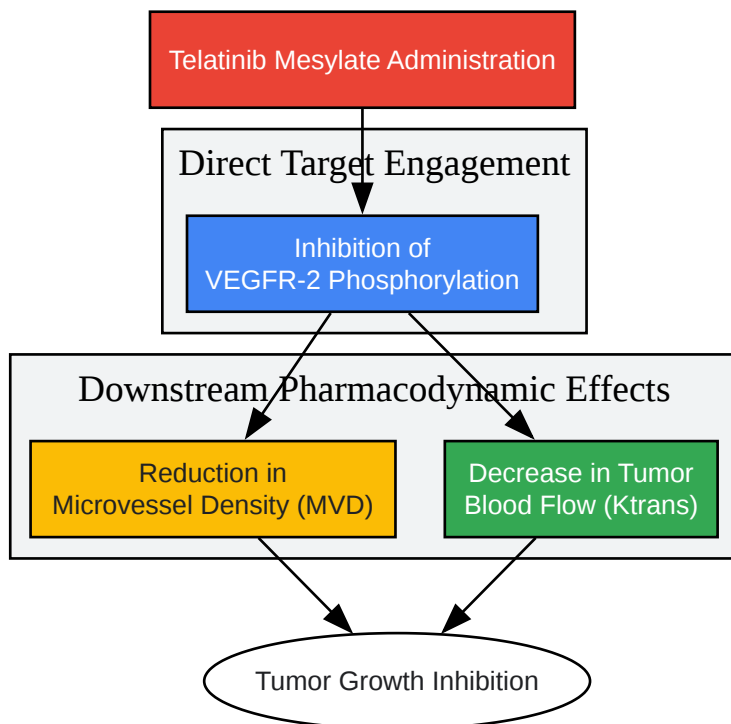 Telatinib Mesylate Administration
Direct Target Engagement
Inhibition of
VEGFR-2 Phosphorylation
Downstream Pharmacodynamic Effects
Reduction in
Microvessel Density (MVD)
Decrease in Tumor
Blood Flow (Ktrans)
Tumor Growth Inhibition